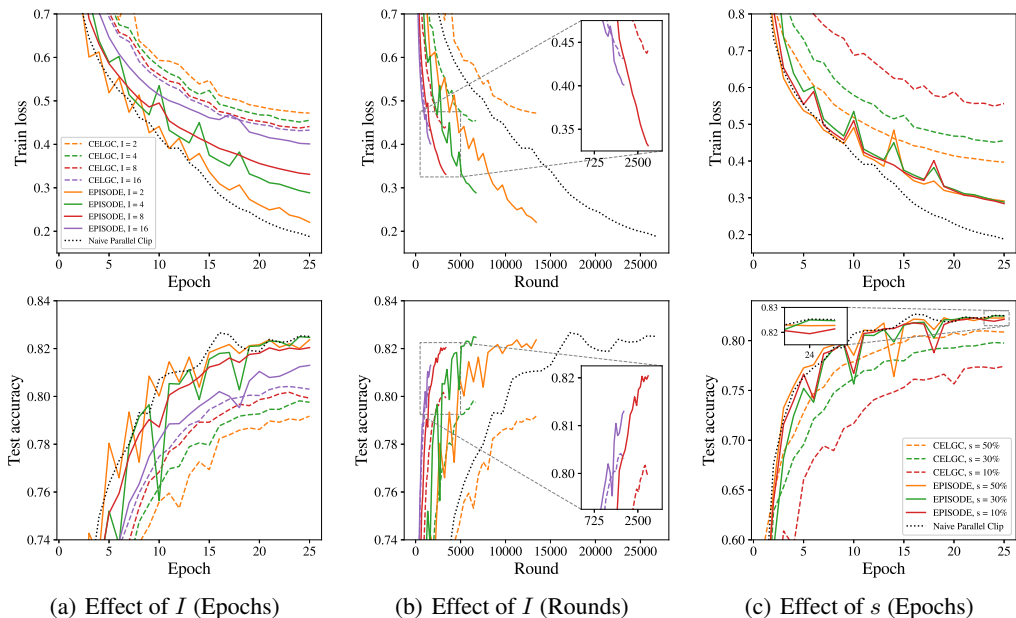 0.7
0.6
0.5
0.4
0.3
0.2
Train loss
CELGC, I = 2
CELGC, I = 4
CELGC, I = 8
CELGC, I = 16
EPISODE, I = 2
EPISODE, I = 4
EPISODE, I = 8
EPISODE, I = 16
Naive Parallel Clip
0 5 10 15 20 25
Epoch
0.7
0.6
0.5
0.4
0.3
0.2
Train loss
0.45
0.40
0.35
725 2500
0 5000 10000 15000 20000 25000
Round
0.8
0.7
0.6
0.5
0.4
0.3
0.2
Train loss
0 5 10 15 20 25
Epoch
0.84
0.82
0.80
0.78
0.76
0.74
Test accuracy
0 5 10 15 20 25
Epoch
0.84
0.82
0.80
0.78
0.76
0.74
Test accuracy
0.82
0.81
0.80
725 2500
0 5000 10000 15000 20000 25000
Round
0.80
0.75
0.70
0.65
0.60
Test accuracy
0.83
0.82
24
CELGC, s = 50%
CELGC, s = 30%
CELGC, s = 10%
EPISODE, s = 50%
EPISODE, s = 30%
EPISODE, s = 10%
Naive Parallel Clip
0 5 10 15 20 25
Epoch
(a) Effect of I (Epochs)
(b) Effect of I (Rounds)
(c) Effect of s (Epochs)